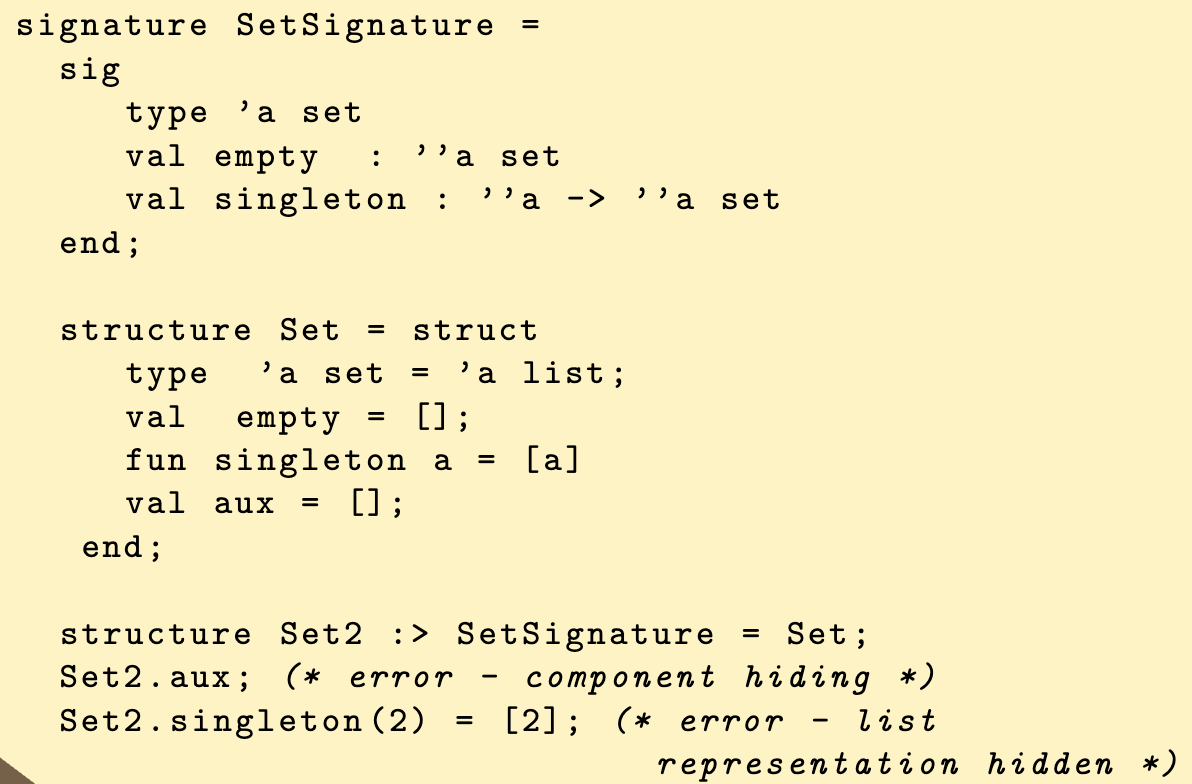 signature SetSignature =
  sig
     type 'a set
     val empty  : ''a set
     val singleton : ''a -> ''a set
  end;

  structure Set = struct
     type  'a set = 'a list;
     val  empty = [];
     fun singleton a = [a]
     val aux = [];
   end;

  structure Set2 :> SetSignature = Set;
  Set2.aux; (* error - component hiding *)
  Set2.singleton(2) = [2]; (* error - list
                             representation hidden *)